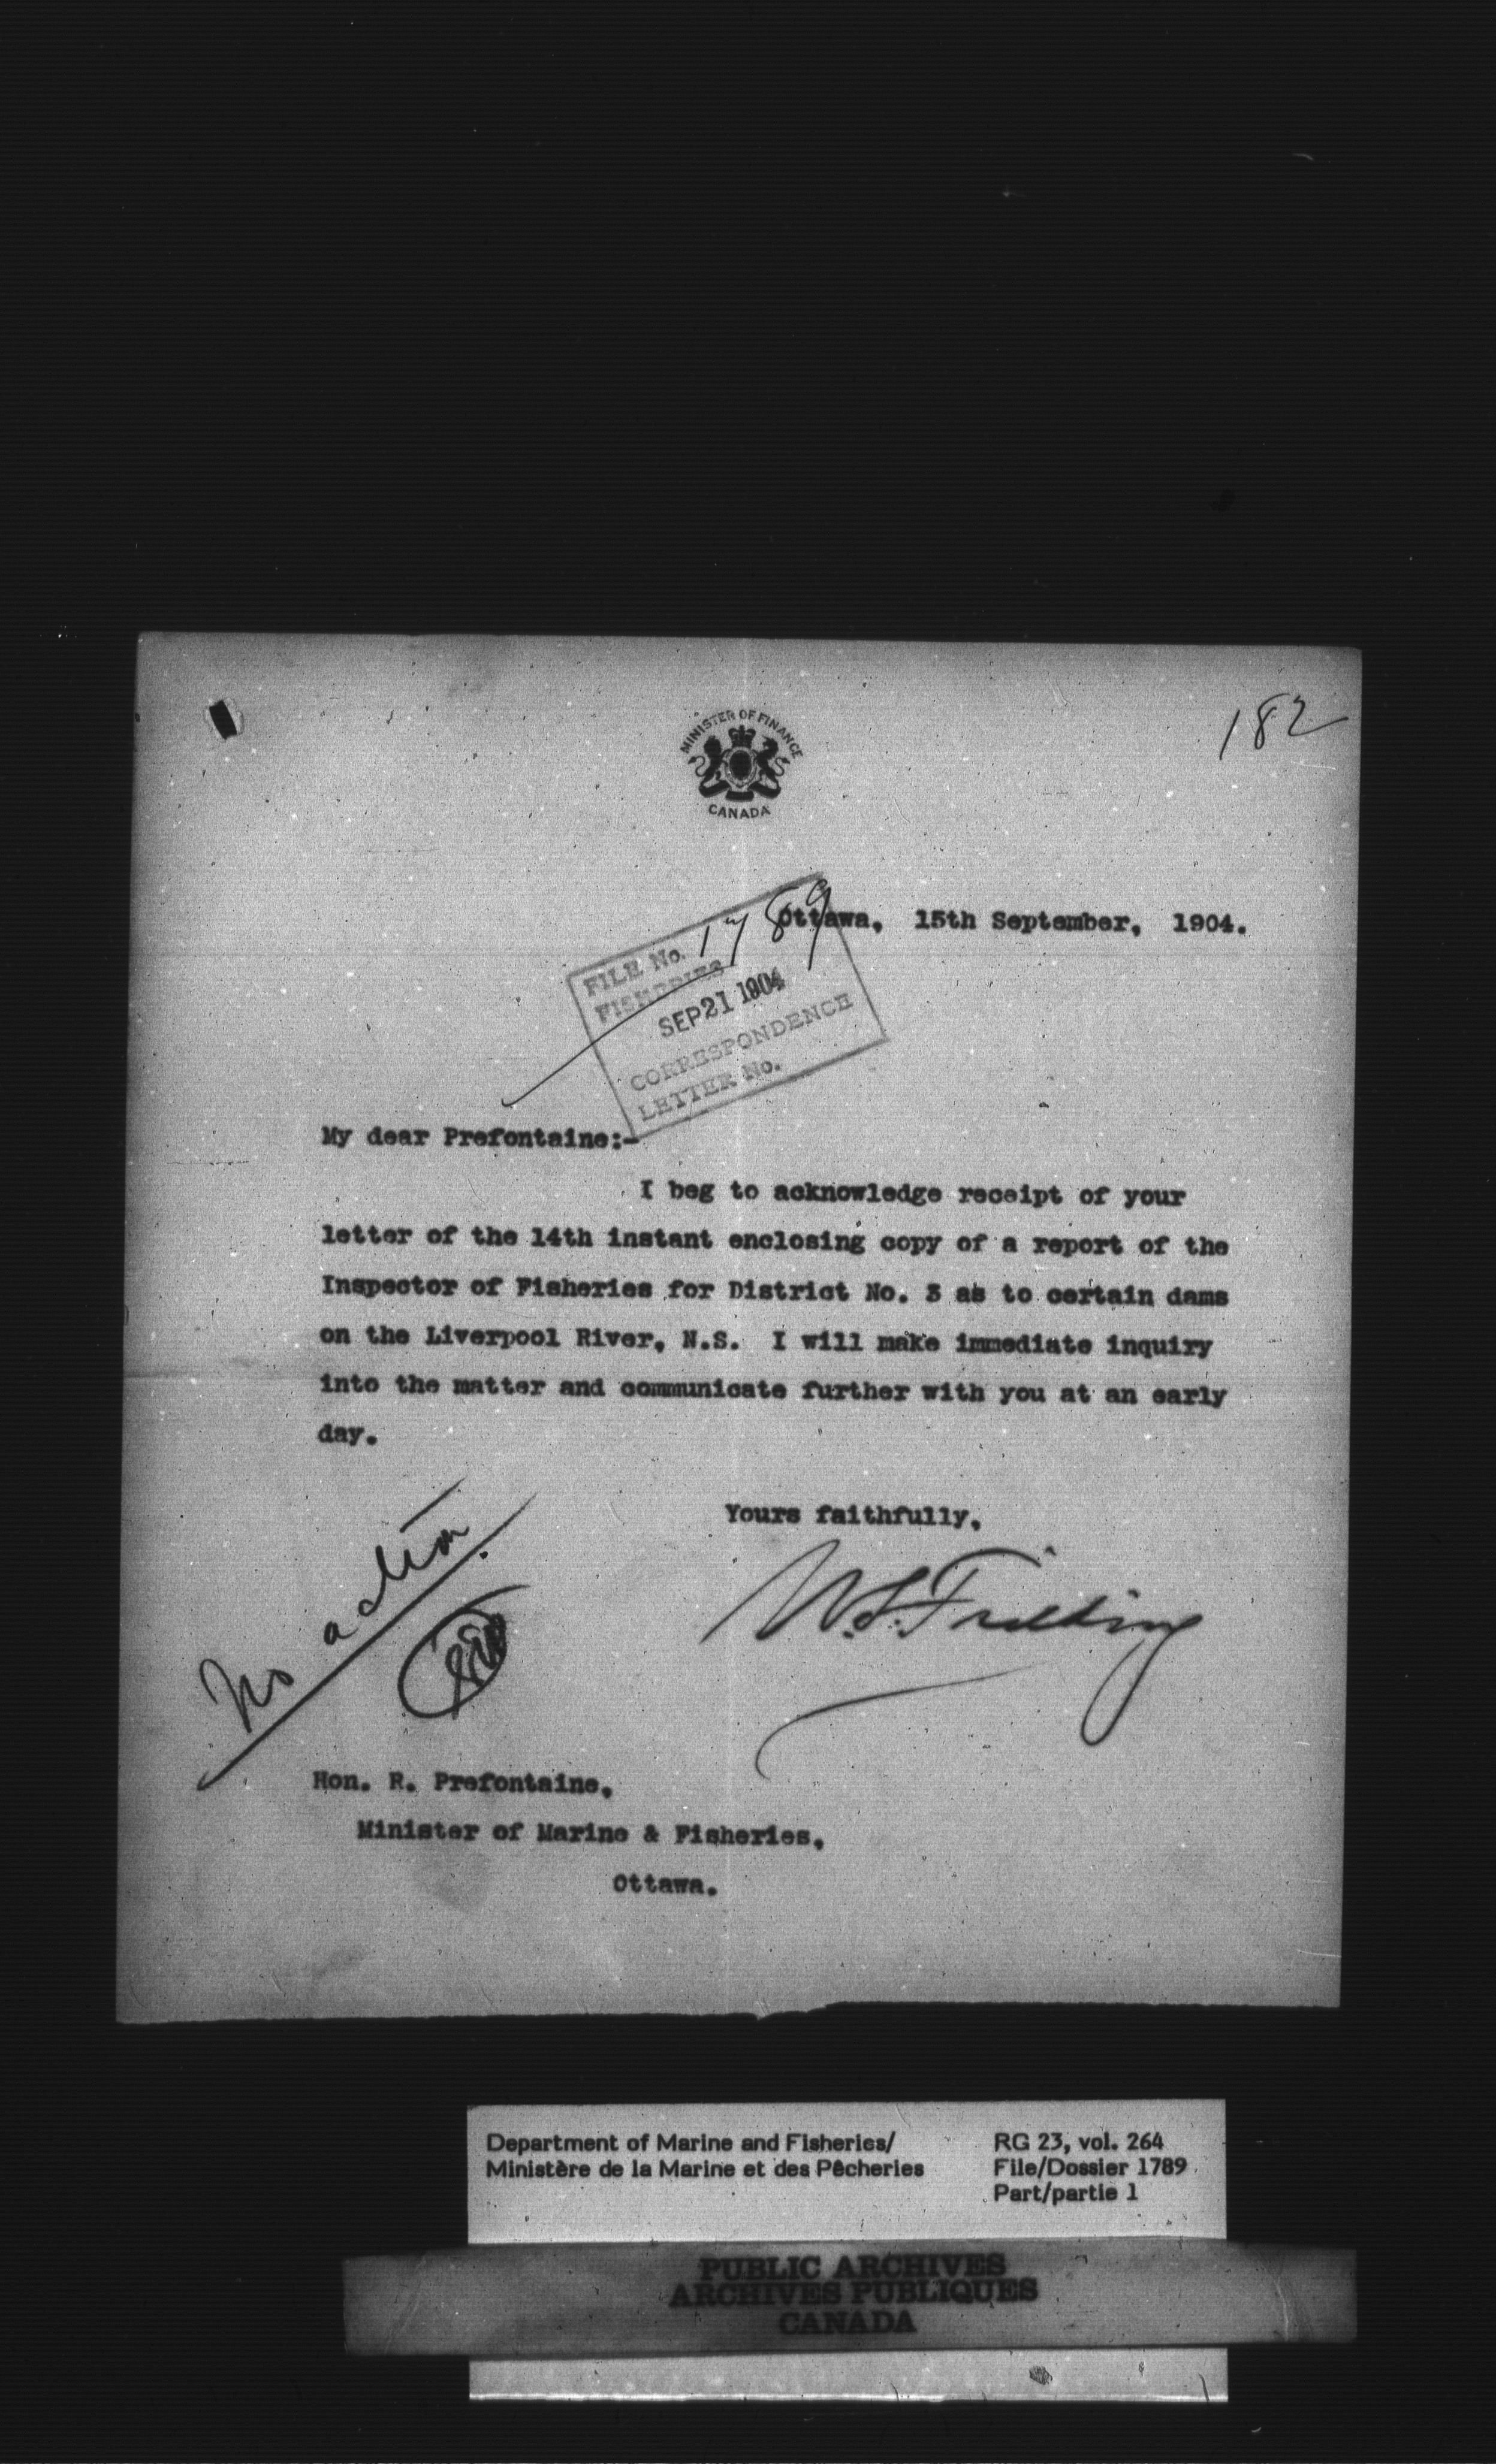 182
MINISTER OF FINANCE
CANADA
Ottawa, 15th September, 1904.
FILE No. 1789
FISHERIES
SEP 21 1904
CORRESPONDENCE
LETTER No.
My dear Prefontaine:-
I beg to acknowledge receipt of your
letter of the 14th instant enclosing copy of a report of the
Inspector of Fisheries for District No. 3 as to certain dams
on the Liverpool River, N.S. I will make immediate inquiry
into the matter and communicate further with you at an early
day.
Yours faithfully,
W.S. Fielding
No action.
Hon. R. Prefontaine,
Minister of Marine & Fisheries,
Ottawa.
Department of Marine and Fisheries/
Ministère de la Marine et des Pêcheries
RG 23, vol. 264
File/Dossier 1789
Part/partie 1
PUBLIC ARCHIVES
ARCHIVES PUBLIQUES
CANADA